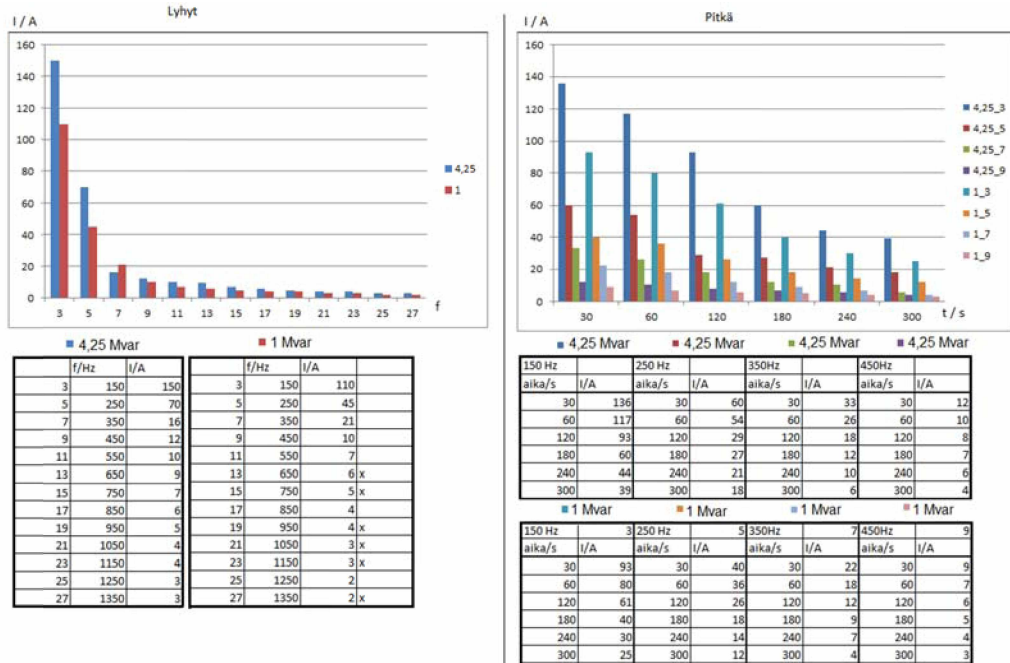 Lyhyt
I / A
160
140
120
100
80
60
40
20
0
3 5 7 9 11 13 15 17 19 21 23 25 27 f
4,25
1
4,25 Mvar 1 Mvar
f/Hz I/A
3 150 150
5 250 70
7 350 16
9 450 12
11 550 10
13 650 9
15 750 7
17 850 6
19 950 5
21 1050 4
23 1150 4
25 1250 3
27 1350 3
f/Hz I/A
3 150 110
5 250 45
7 350 21
9 450 10
11 550 7
13 650 6 x
15 750 5 x
17 850 4
19 950 4 x
21 1050 3 x
23 1150 3 x
25 1250 2
27 1350 2 x
Pitkä
I / A
160
140
120
100
80
60
40
20
0
30 60 120 180 240 300 t / s
4,25_3
4,25_5
4,25_7
4,25_9
1_3
1_5
1_7
1_9
4,25 Mvar 4,25 Mvar 4,25 Mvar 4,25 Mvar
150 Hz 250 Hz 350Hz 450Hz
aika/s I/A aika/s I/A aika/s I/A aika/s I/A
30 136 30 60 30 33 30 12
60 117 60 54 60 26 60 10
120 93 120 29 120 18 120 8
180 60 180 27 180 12 180 7
240 44 240 21 240 10 240 6
300 39 300 18 300 6 300 4
1 Mvar 1 Mvar 1 Mvar 1 Mvar
150 Hz 3 250 Hz 5 350Hz 7 450Hz 9
aika/s I/A aika/s I/A aika/s I/A aika/s I/A
30 93 30 40 30 22 30 9
60 80 60 36 60 18 60 7
120 61 120 26 120 12 120 6
180 40 180 18 180 9 180 5
240 30 240 14 240 7 240 4
300 25 300 12 300 4 300 3